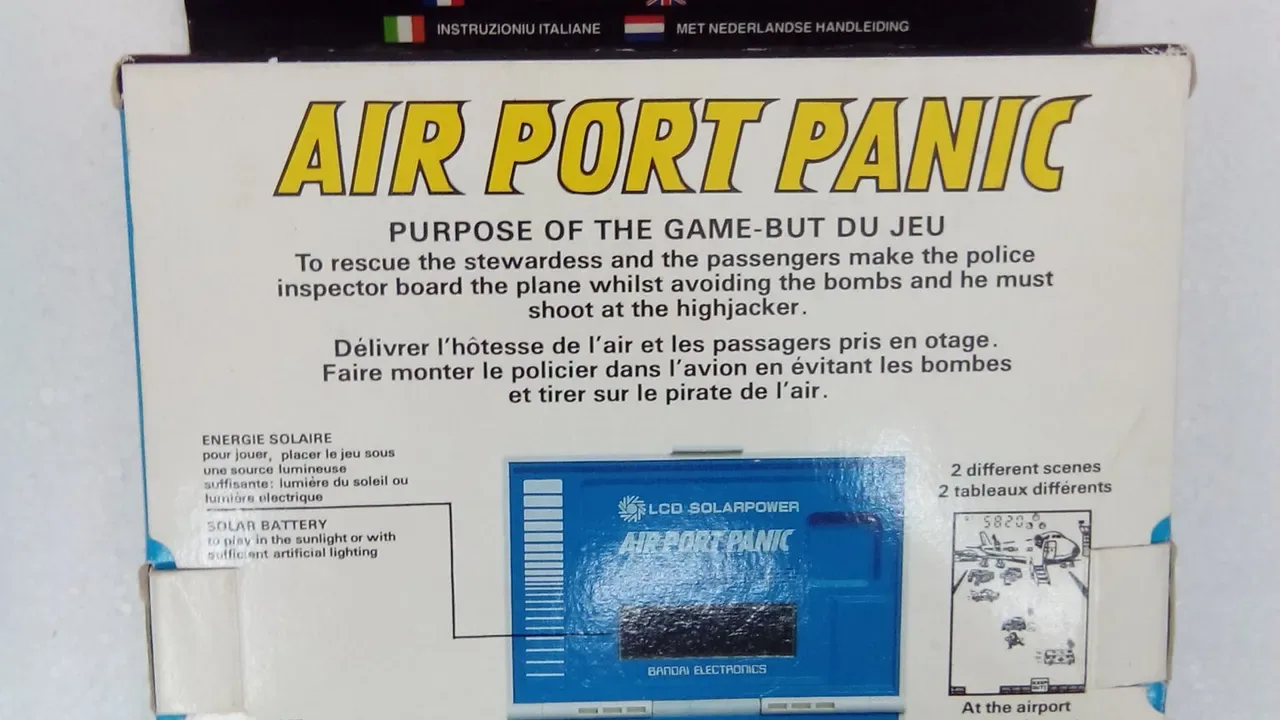 INSTRUZIONIU ITALIANE
MET NEDERLANDSE HANDLEIDING
AIR PORT PANIC
PURPOSE OF THE GAME-BUT DU JEU
To rescue the stewardess and the passengers make the police
inspector board the plane whilst avoiding the bombs and he must
shoot at the highjacker.
Délivrer l'hôtesse de l'air et les passagers pris en otage.
Faire monter le policier dans l'avion en évitant les bombes
et tirer sur le pirate de l'air.
ENERGIE SOLAIRE
pour jouer, placer le jeu sous
une source lumineuse
suffisante: lumiére du soleil ou
lumière electrique
SOLAR BATTERY
to play in the sunlight or with
sufficient artificial lighting
LCD SOLARPOWER
AIR PORT PANIC
BANDAI ELECTRONICS
2 different scenes
2 tableaux différents
5820
At the airport